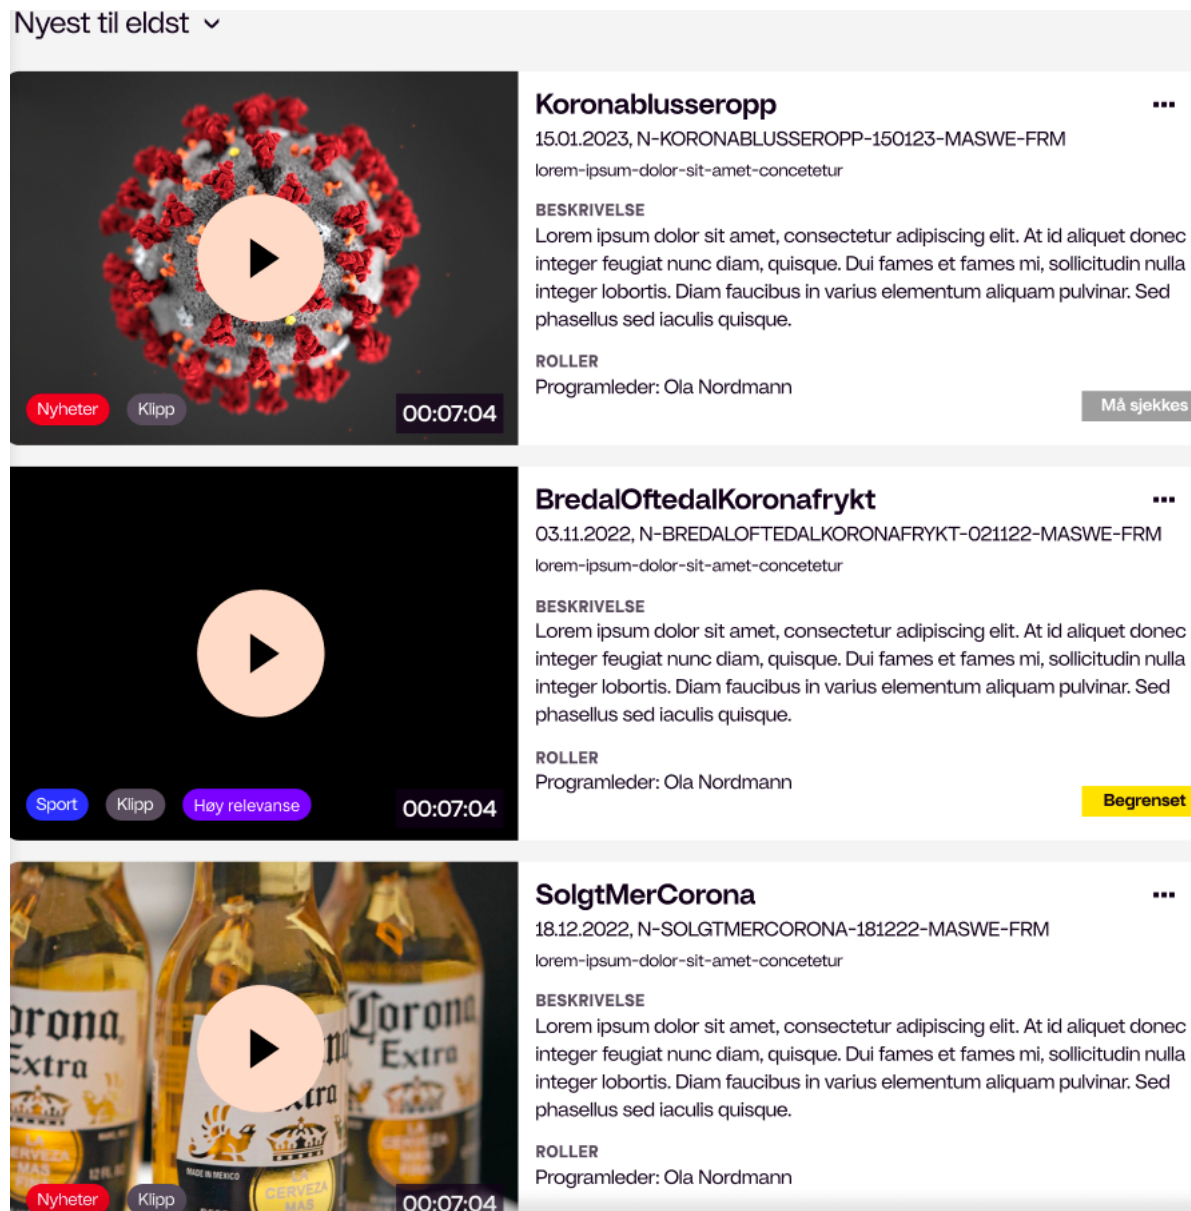 Nyest til eldst
Koronablusseropp
15.01.2023, N-KORONABLUSSEROPP-150123-MASWE-FRM
lorem-ipsum-dolor-sit-amet-concetetur
BESKRIVELSE
Lorem ipsum dolor sit amet, consectetur adipiscing elit. At id aliquet donec
integer feugiat nunc diam, quisque. Dui fames et fames mi, sollicitudin nulla
integer lobortis. Diam faucibus in varius elementum aliquam pulvinar. Sed
phasellus sed iaculis quisque.
ROLLER
Programleder: Ola Nordmann
Nyheter
Klipp
00:07:04
Må sjekkes
BredalOftedalKoronafrykt
03.11.2022, N-BREDALOFTEDALKORONAFRYKT-021122-MASWE-FRM
lorem-ipsum-dolor-sit-amet-concetetur
BESKRIVELSE
Lorem ipsum dolor sit amet, consectetur adipiscing elit. At id aliquet donec
integer feugiat nunc diam, quisque. Dui fames et fames mi, sollicitudin nulla
integer lobortis. Diam faucibus in varius elementum aliquam pulvinar. Sed
phasellus sed iaculis quisque.
ROLLER
Programleder: Ola Nordmann
Sport
Klipp
Høy relevanse
00:07:04
Begrenset
SolgtMerCorona
18.12.2022, N-SOLGTMERCORONA-181222-MASWE-FRM
lorem-ipsum-dolor-sit-amet-concetetur
BESKRIVELSE
Lorem ipsum dolor sit amet, consectetur adipiscing elit. At id aliquet donec
integer feugiat nunc diam, quisque. Dui fames et fames mi, sollicitudin nulla
integer lobortis. Diam faucibus in varius elementum aliquam pulvinar. Sed
phasellus sed iaculis quisque.
ROLLER
Programleder: Ola Nordmann
Corona
Extra
MADE IN MEXICO
LA
CERVEZA
MAS
Nyheter
Klipp
00:07:04